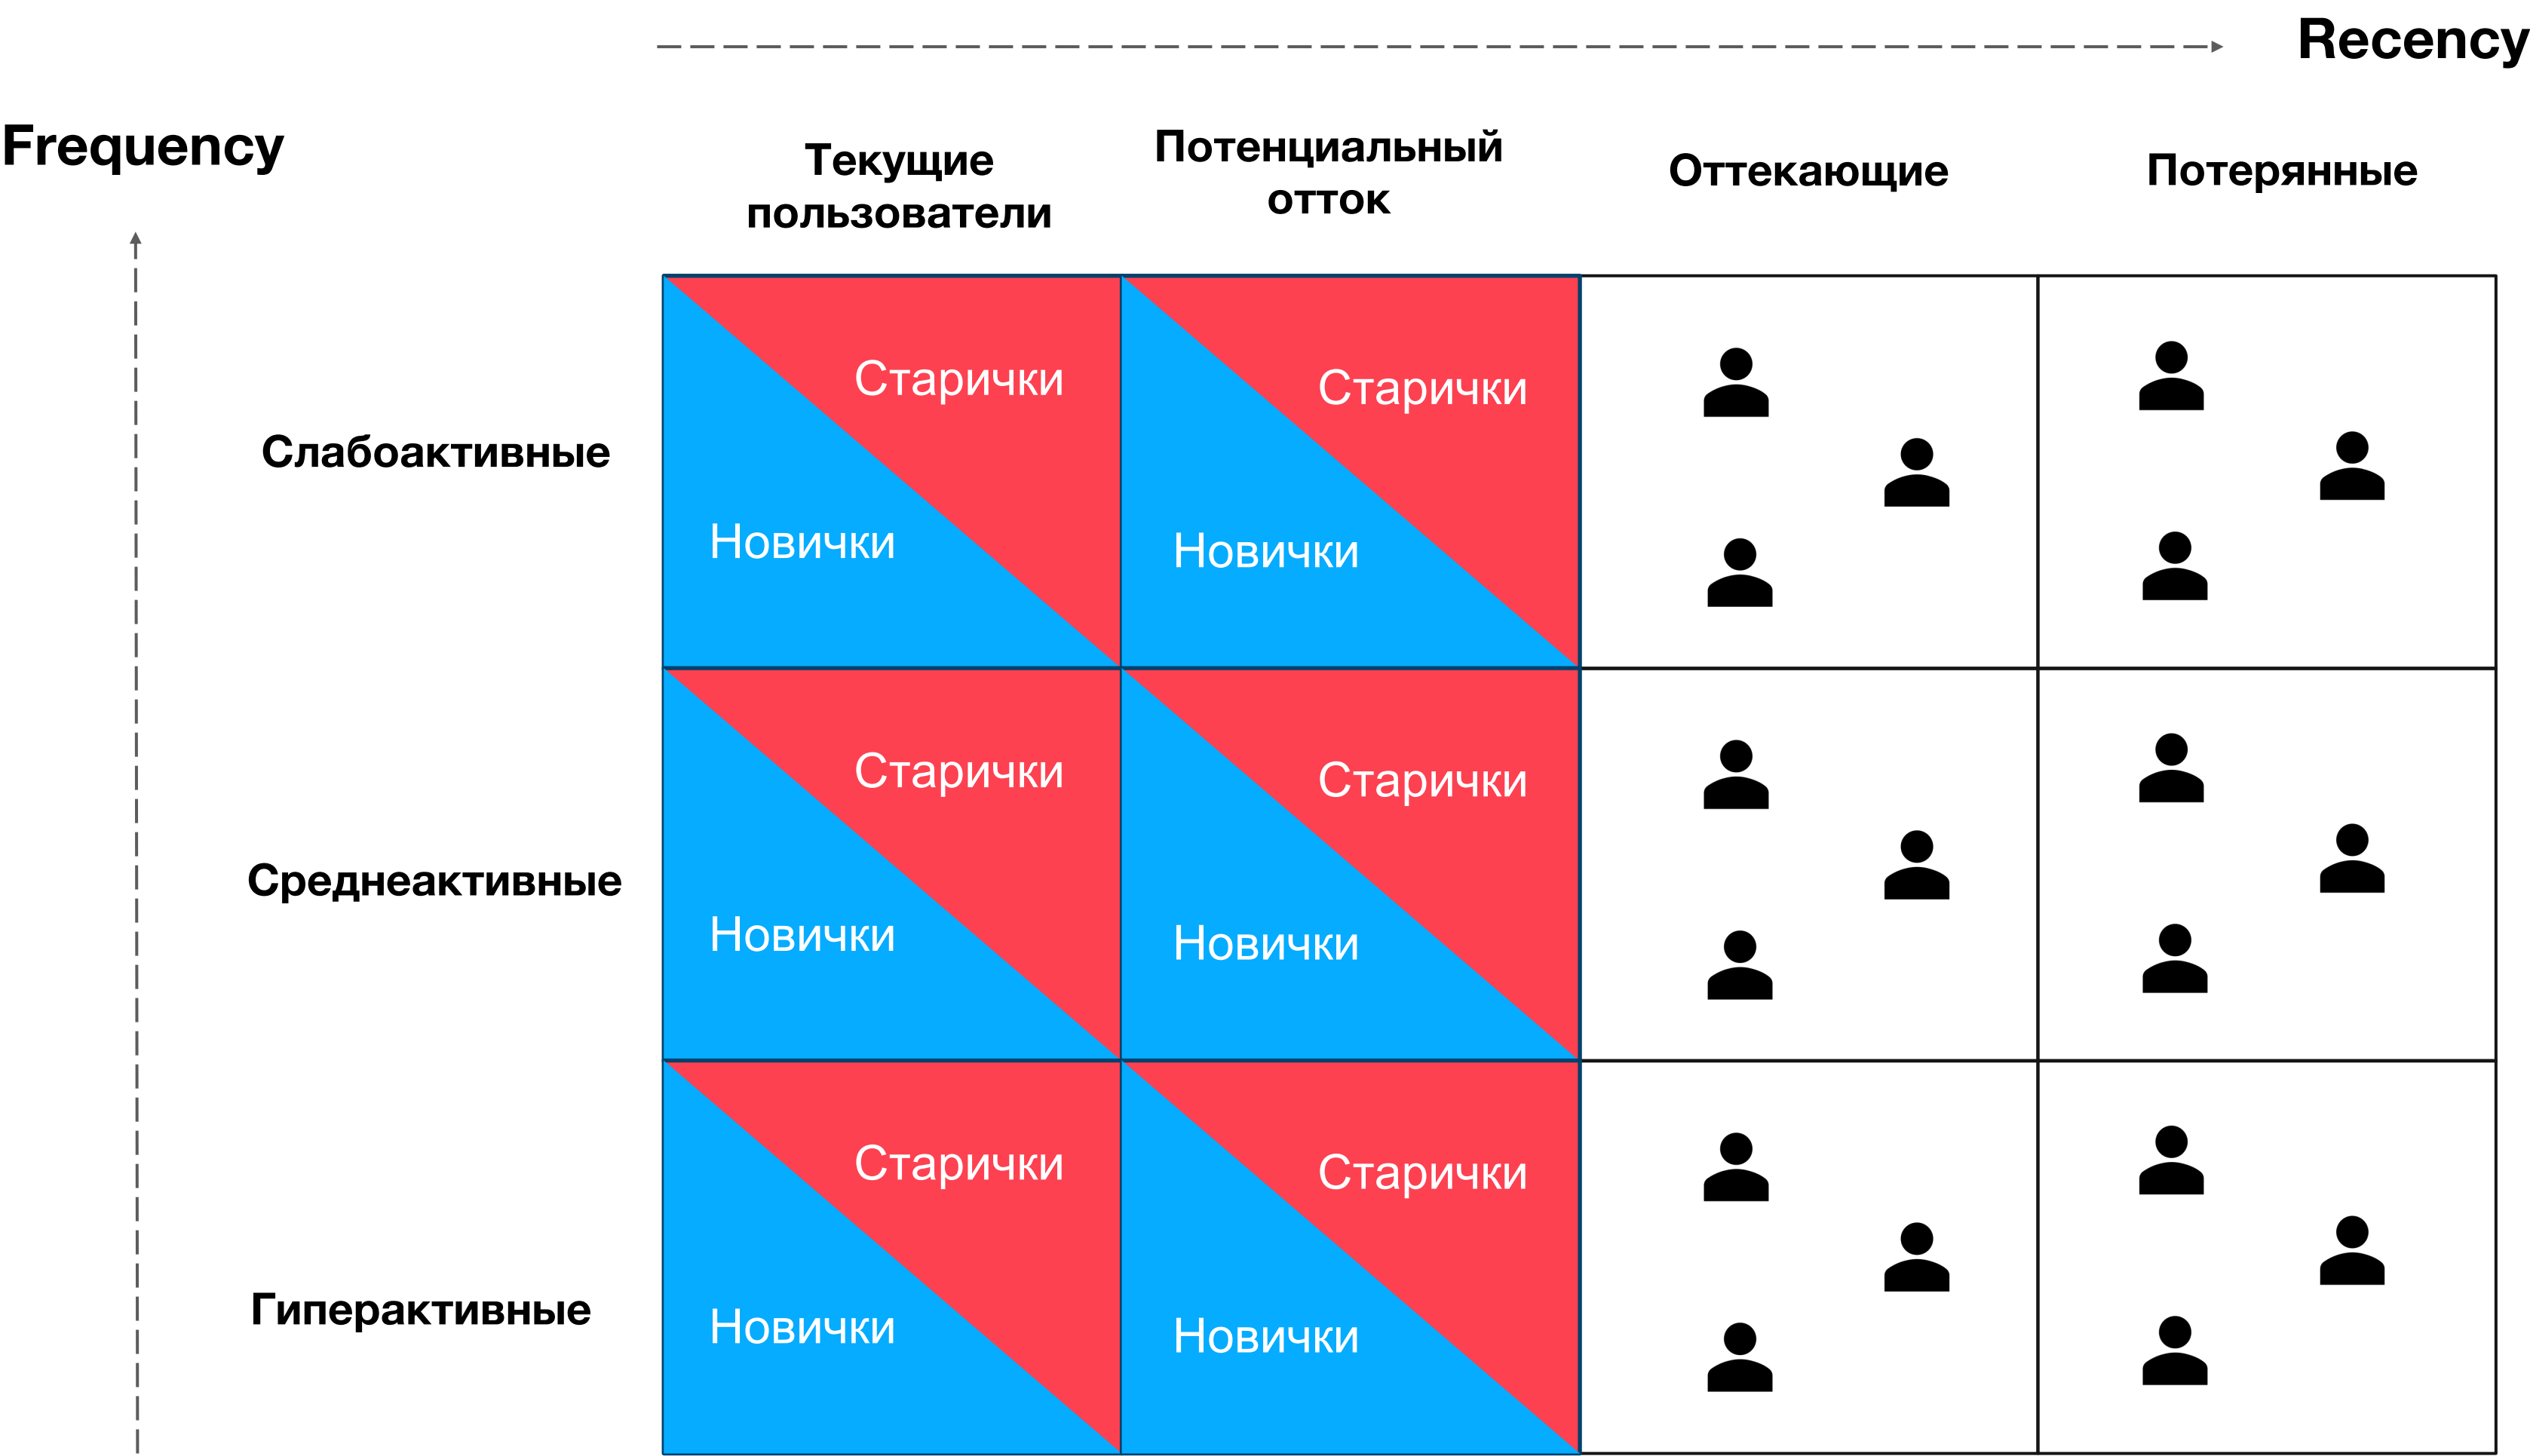 Recency
Frequency
Текущие
пользователи
Потенциальный
отток
Оттекающие
Потерянные
Слабоактивные
Старички
Новички
Старички
Новички
Среднеактивные
Старички
Новички
Старички
Новички
Гиперактивные
Старички
Новички
Старички
Новички